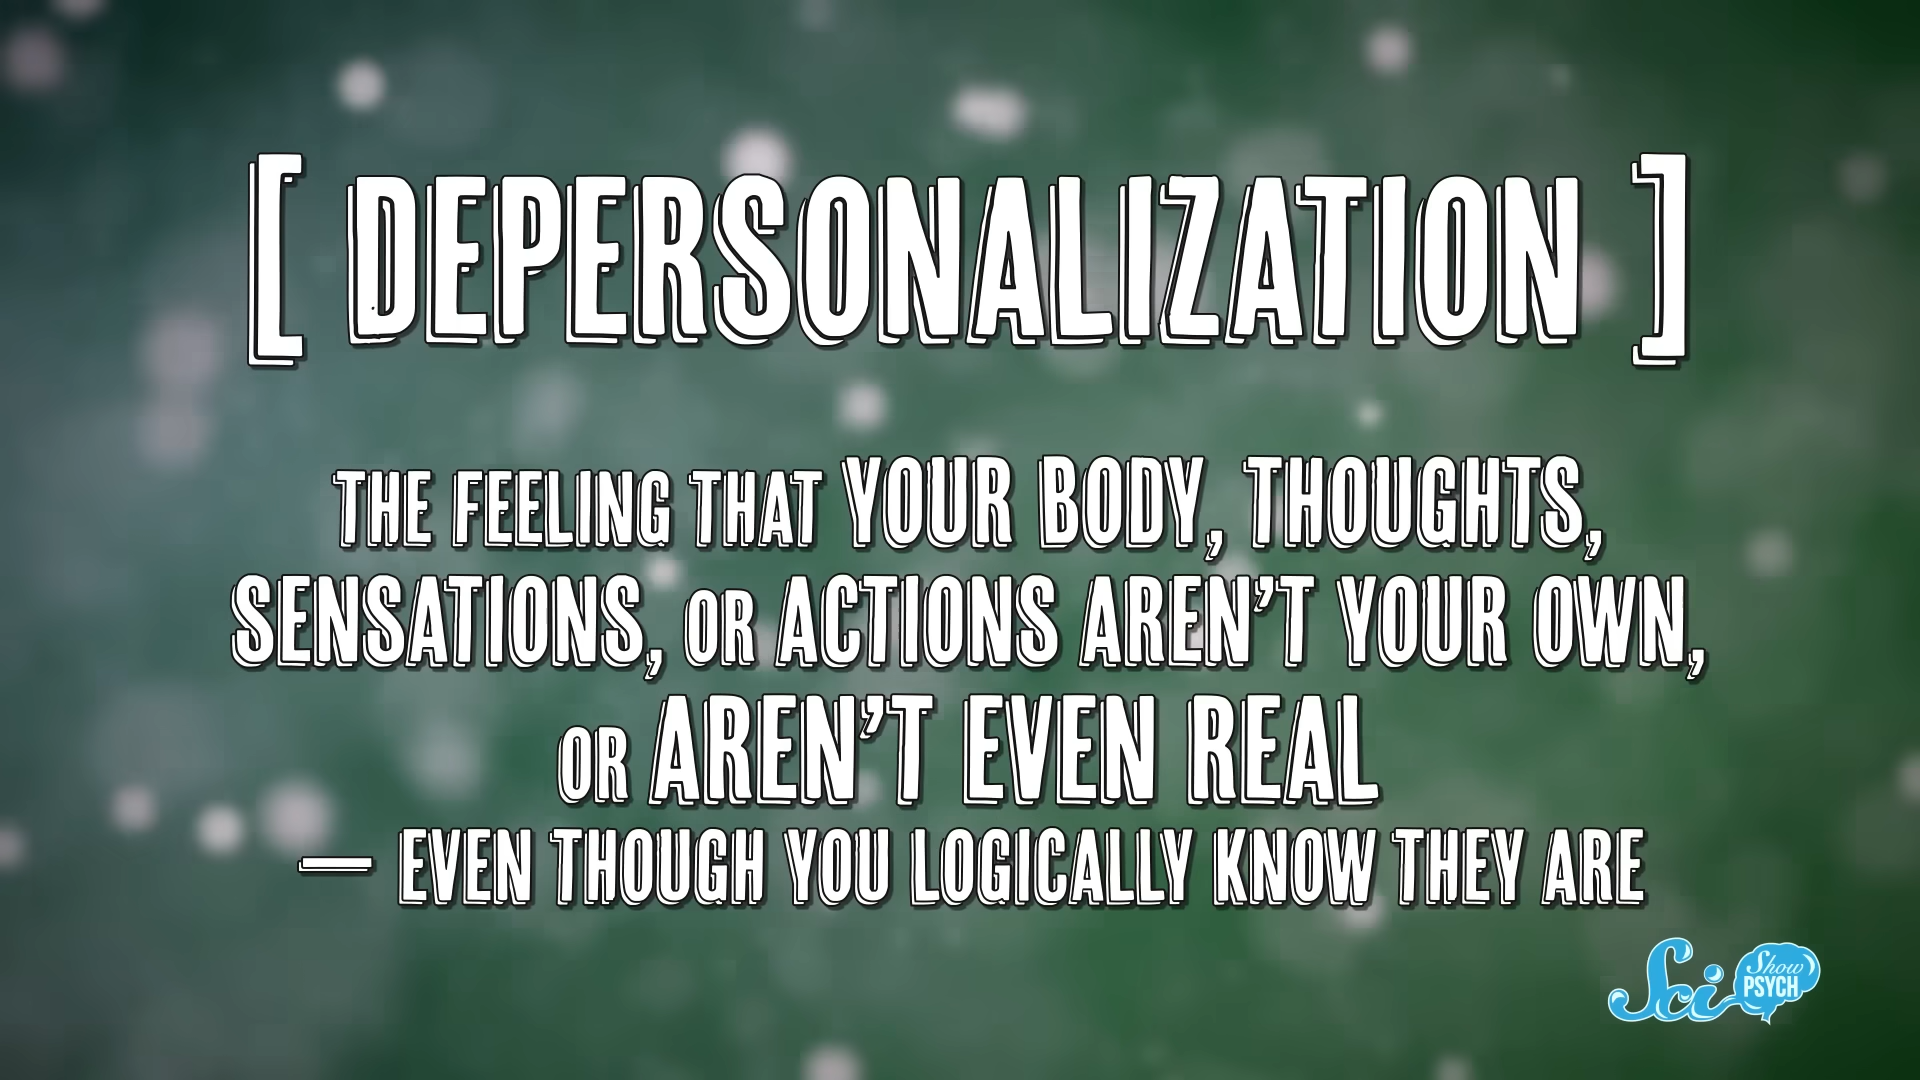 [ DEPERSONALIZATION ]
THE FEELING THAT YOUR BODY, THOUGHTS,
SENSATIONS, OR ACTIONS AREN’T YOUR OWN,
OR AREN’T EVEN REAL
— EVEN THOUGH YOU LOGICALLY KNOW THEY ARE
Sci Show PSYCH